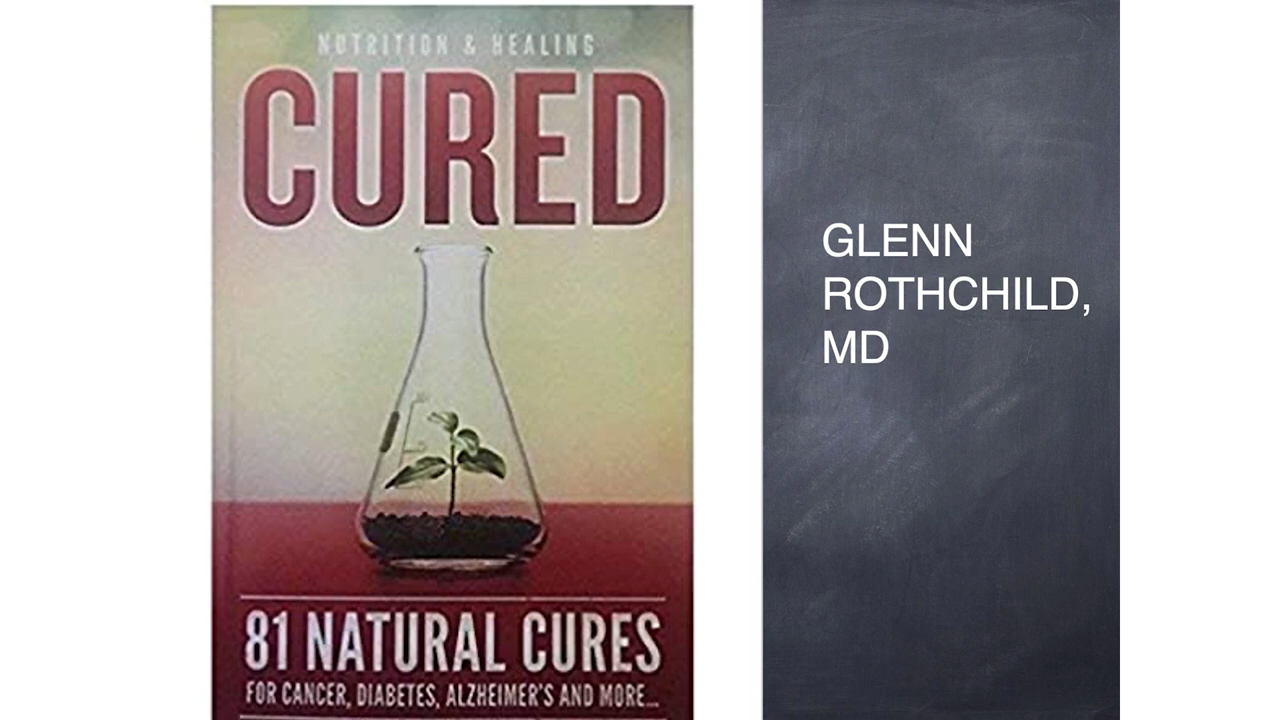 NUTRITION & HEALING
CURED
81 NATURAL CURES
FOR CANCER, DIABETES, ALZHEIMER'S AND MORE...
GLENN
ROTHCHILD,
MD